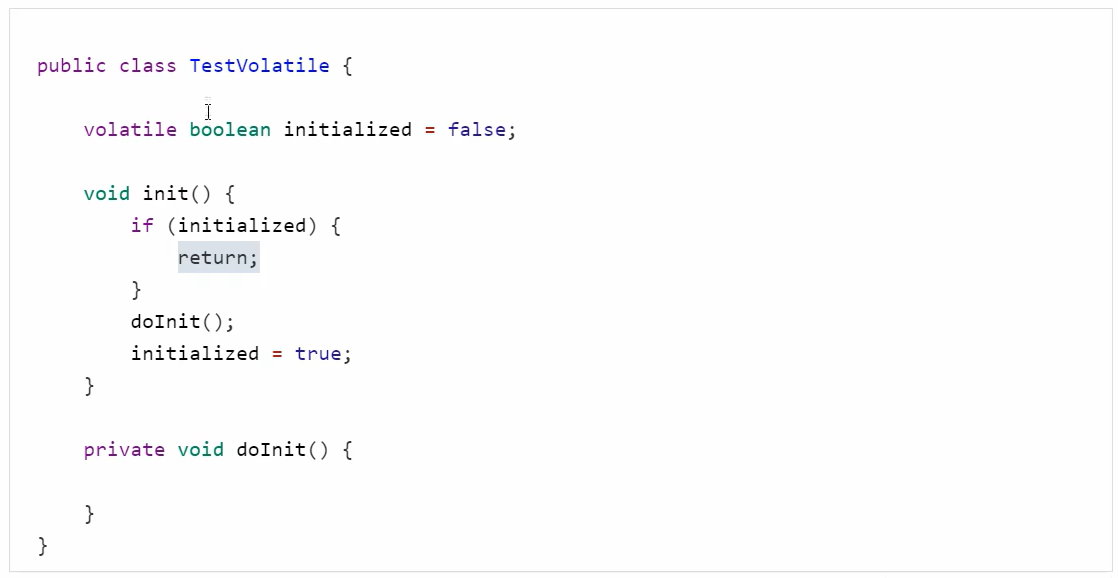 public class TestVolatile {
volatile boolean initialized = false;
void init() {
if (initialized) {
return;
}
doInit();
initialized = true;
}
private void doInit() {
}
}